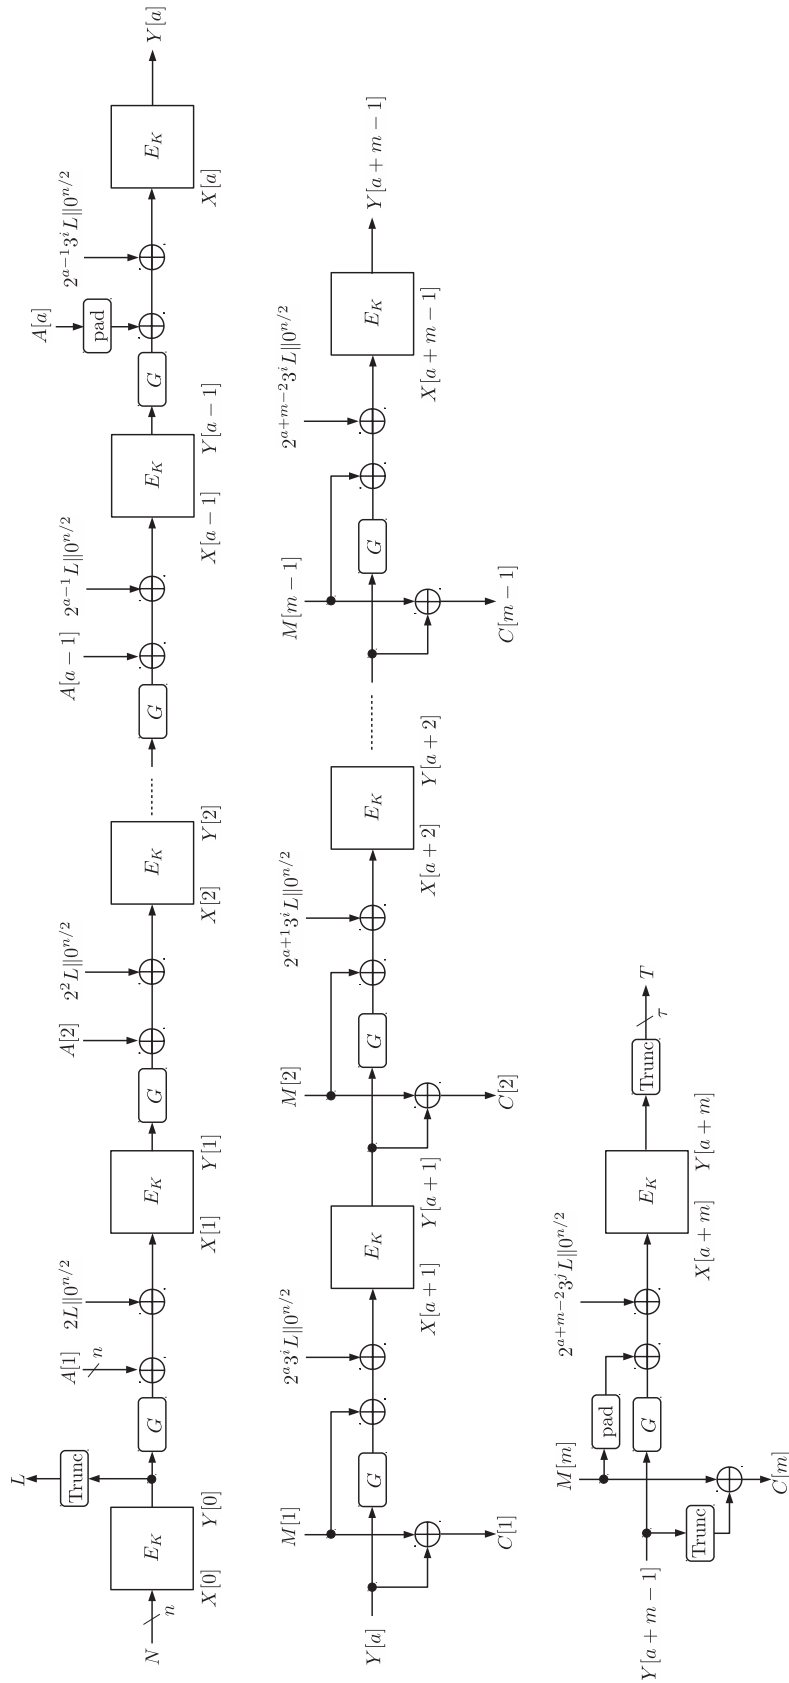 N
n
X[0]
E_K
Y[0]
Trunc
L
G
A[1]
n
2L‖0^{n/2}
X[1]
E_K
Y[1]
G
A[2]
2^2L‖0^{n/2}
X[2]
E_K
Y[2]
G
A[a − 1]
2^{a−1}L‖0^{n/2}
X[a − 1]
E_K
Y[a − 1]
G
A[a]
pad
2^{a−1}3^iL‖0^{n/2}
X[a]
E_K
Y[a]
Y[a]
M[1]
C[1]
G
2^a3^iL‖0^{n/2}
X[a + 1]
E_K
Y[a + 1]
M[2]
C[2]
G
2^{a+1}3^iL‖0^{n/2}
X[a + 2]
E_K
Y[a + 2]
M[m − 1]
C[m − 1]
G
2^{a+m−2}3^iL‖0^{n/2}
X[a + m − 1]
E_K
Y[a + m − 1]
Y[a + m − 1]
Trunc
M[m]
C[m]
pad
G
2^{a+m−2}3^jL‖0^{n/2}
X[a + m]
E_K
Y[a + m]
Trunc
τ
T